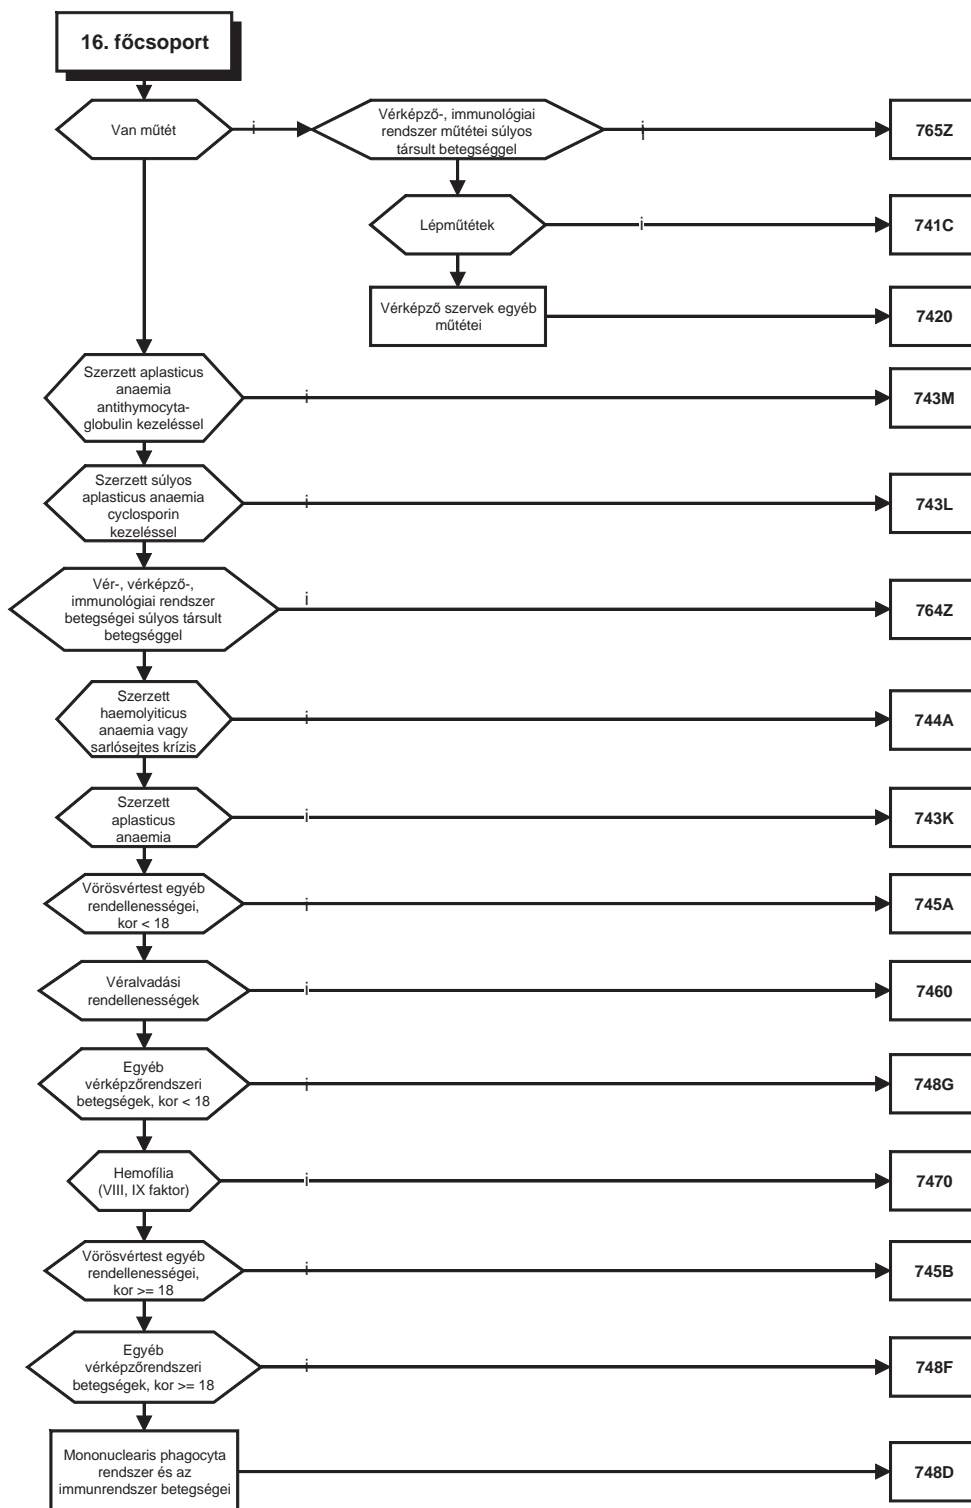 16. főcsoport
Van műtét
i
Vérképző-, immunológiai
rendszer műtétei súlyos
társult betegséggel
i
765Z
Lépműtétek
i
741C
Vérképző szervek egyéb
műtétei
7420
Szerzett aplasticus
anaemia
antithymocyta-
globulin kezeléssel
i
743M
Szerzett súlyos
aplasticus anaemia
cyclosporin
kezeléssel
i
743L
Vér-, vérképző-,
immunológiai rendszer
betegségei súlyos társult
betegséggel
i
764Z
Szerzett
haemolyiticus
anaemia vagy
sarlósejtes krízis
i
744A
Szerzett
aplasticus
anaemia
i
743K
Vörösvértest egyéb
rendellenességei,
kor < 18
i
745A
Véralvadási
rendellenességek
i
7460
Egyéb
vérképzőrendszeri
betegségek, kor < 18
i
748G
Hemofília
(VIII, IX faktor)
i
7470
Vörösvértest egyéb
rendellenességei,
kor >= 18
i
745B
Egyéb
vérképzőrendszeri
betegségek, kor >= 18
i
748F
Mononuclearis phagocyta
rendszer és az
immunrendszer betegségei
748D